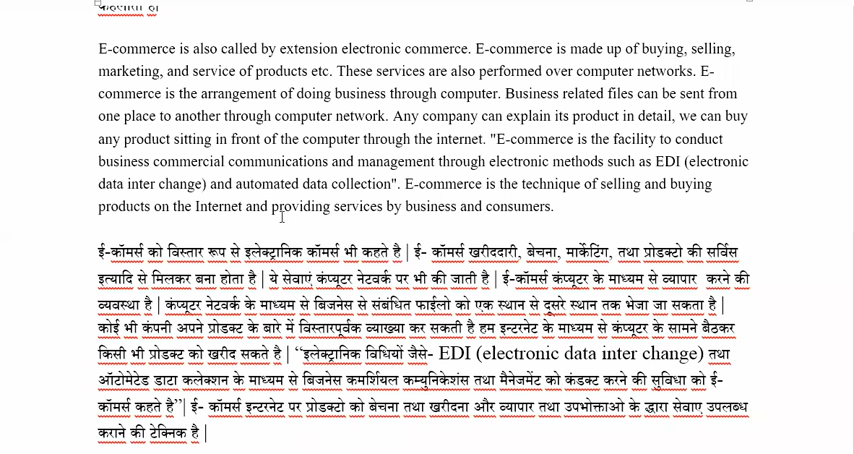 कहलाता है।
E-commerce is also called by extension electronic commerce. E-commerce is made up of buying, selling,
marketing, and service of products etc. These services are also performed over computer networks. E-
commerce is the arrangement of doing business through computer. Business related files can be sent from
one place to another through computer network. Any company can explain its product in detail, we can buy
any product sitting in front of the computer through the internet. "E-commerce is the facility to conduct
business commercial communications and management through electronic methods such as EDI (electronic
data inter change) and automated data collection". E-commerce is the technique of selling and buying
products on the Internet and providing services by business and consumers.
ई-कॉमर्स को विस्तार रूप से इलेक्ट्रानिक कॉमर्स भी कहते है | ई- कॉमर्स खरीददारी, बेचना, मार्केटिंग, तथा प्रोडक्टो की सर्विस
इत्यादि से मिलकर बना होता है | ये सेवाएं कंप्यूटर नेटवर्क पर भी की जाती है | ई-कॉमर्स कंप्यूटर के माध्यम से व्यापार करने की
व्यवस्था है | कंप्यूटर नेटवर्क के माध्यम से बिजनेस से संबंधित फाईलो को एक स्थान से दूसरे स्थान तक भेजा जा सकता है |
कोई भी कंपनी अपने प्रोडक्ट के बारे में विस्तारपूर्वक व्याख्या कर सकती है हम इन्टरनेट के माध्यम से कंप्यूटर के सामने बैठकर
किसी भी प्रोडक्ट को खरीद सकते है | “इलेक्ट्रानिक विधियों जैसे- EDI (electronic data inter change) तथा
ऑटोमेटेड डाटा कलेक्शन के माध्यम से बिजनेस कमर्शियल कम्युनिकेशंस तथा मैनेजमेंट को कंडक्ट करने की सुविधा को ई-
कॉमर्स कहते है”| ई- कॉमर्स इन्टरनेट पर प्रोडक्टो को बेचना तथा खरीदना और व्यापार तथा उपभोक्ताओ के द्धारा सेवाए उपलब्ध
कराने की टेक्निक है |